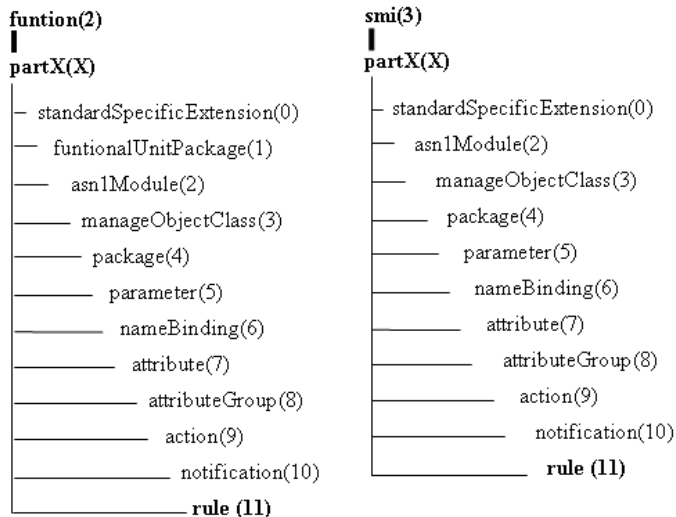 funtion(2)
partX(X)
standardSpecificExtension(0)
funtionalUnitPackage(1)
asn1Module(2)
manageObjectClass(3)
package(4)
parameter(5)
nameBinding(6)
attribute(7)
attributeGroup(8)
action(9)
notification(10)
rule (11)
smi(3)
partX(X)
standardSpecificExtension(0)
asn1Module(2)
manageObjectClass(3)
package(4)
parameter(5)
nameBinding(6)
attribute(7)
attributeGroup(8)
action(9)
notification(10)
rule (11)